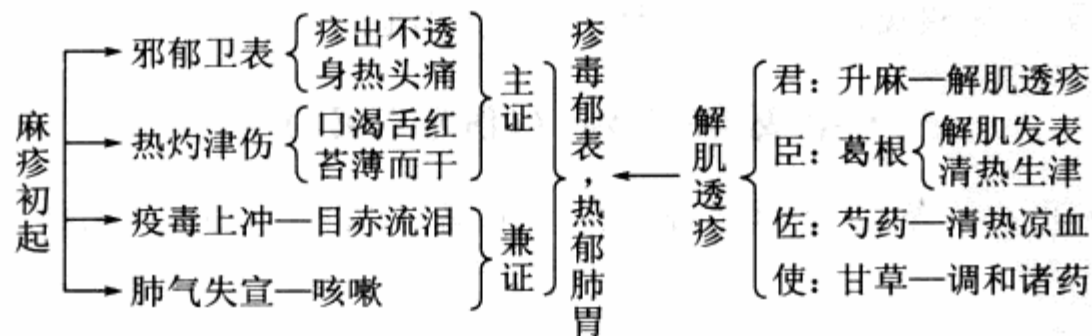 麻疹初起
邪郁卫表
疹出不透
身热头痛
热灼津伤
口渴舌红
苔薄而干
主证
疫毒上冲—目赤流泪
肺气失宣—咳嗽
兼证
疹毒郁表，热郁肺胃
解肌透疹
君：升麻—解肌透疹
臣：葛根
解肌发表
清热生津
佐：芍药—清热凉血
使：甘草—调和诸药